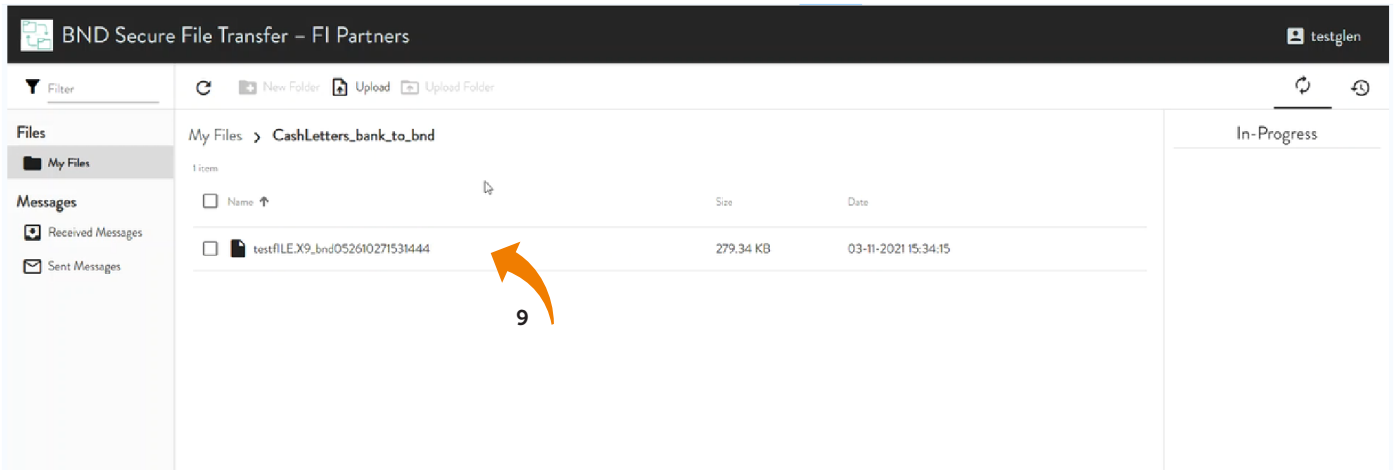 BND Secure File Transfer – FI Partners
testglen
Filter
New Folder
Upload
Upload Folder
Files
My Files
Messages
Received Messages
Sent Messages
My Files > CashLetters_bank_to_bnd
1 item
Name
Size
Date
testfILE.X9_bnd052610271531444
279.34 KB
03-11-2021 15:34:15
9
In-Progress